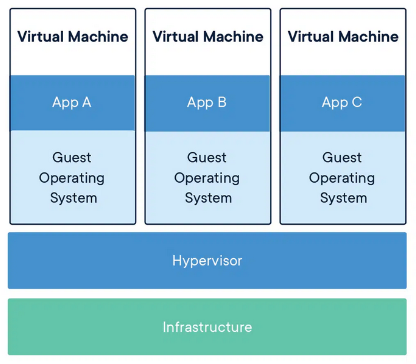 Virtual Machine
Virtual Machine
Virtual Machine
App A
App B
App C
Guest
Operating
System
Guest
Operating
System
Guest
Operating
System
Hypervisor
Infrastructure